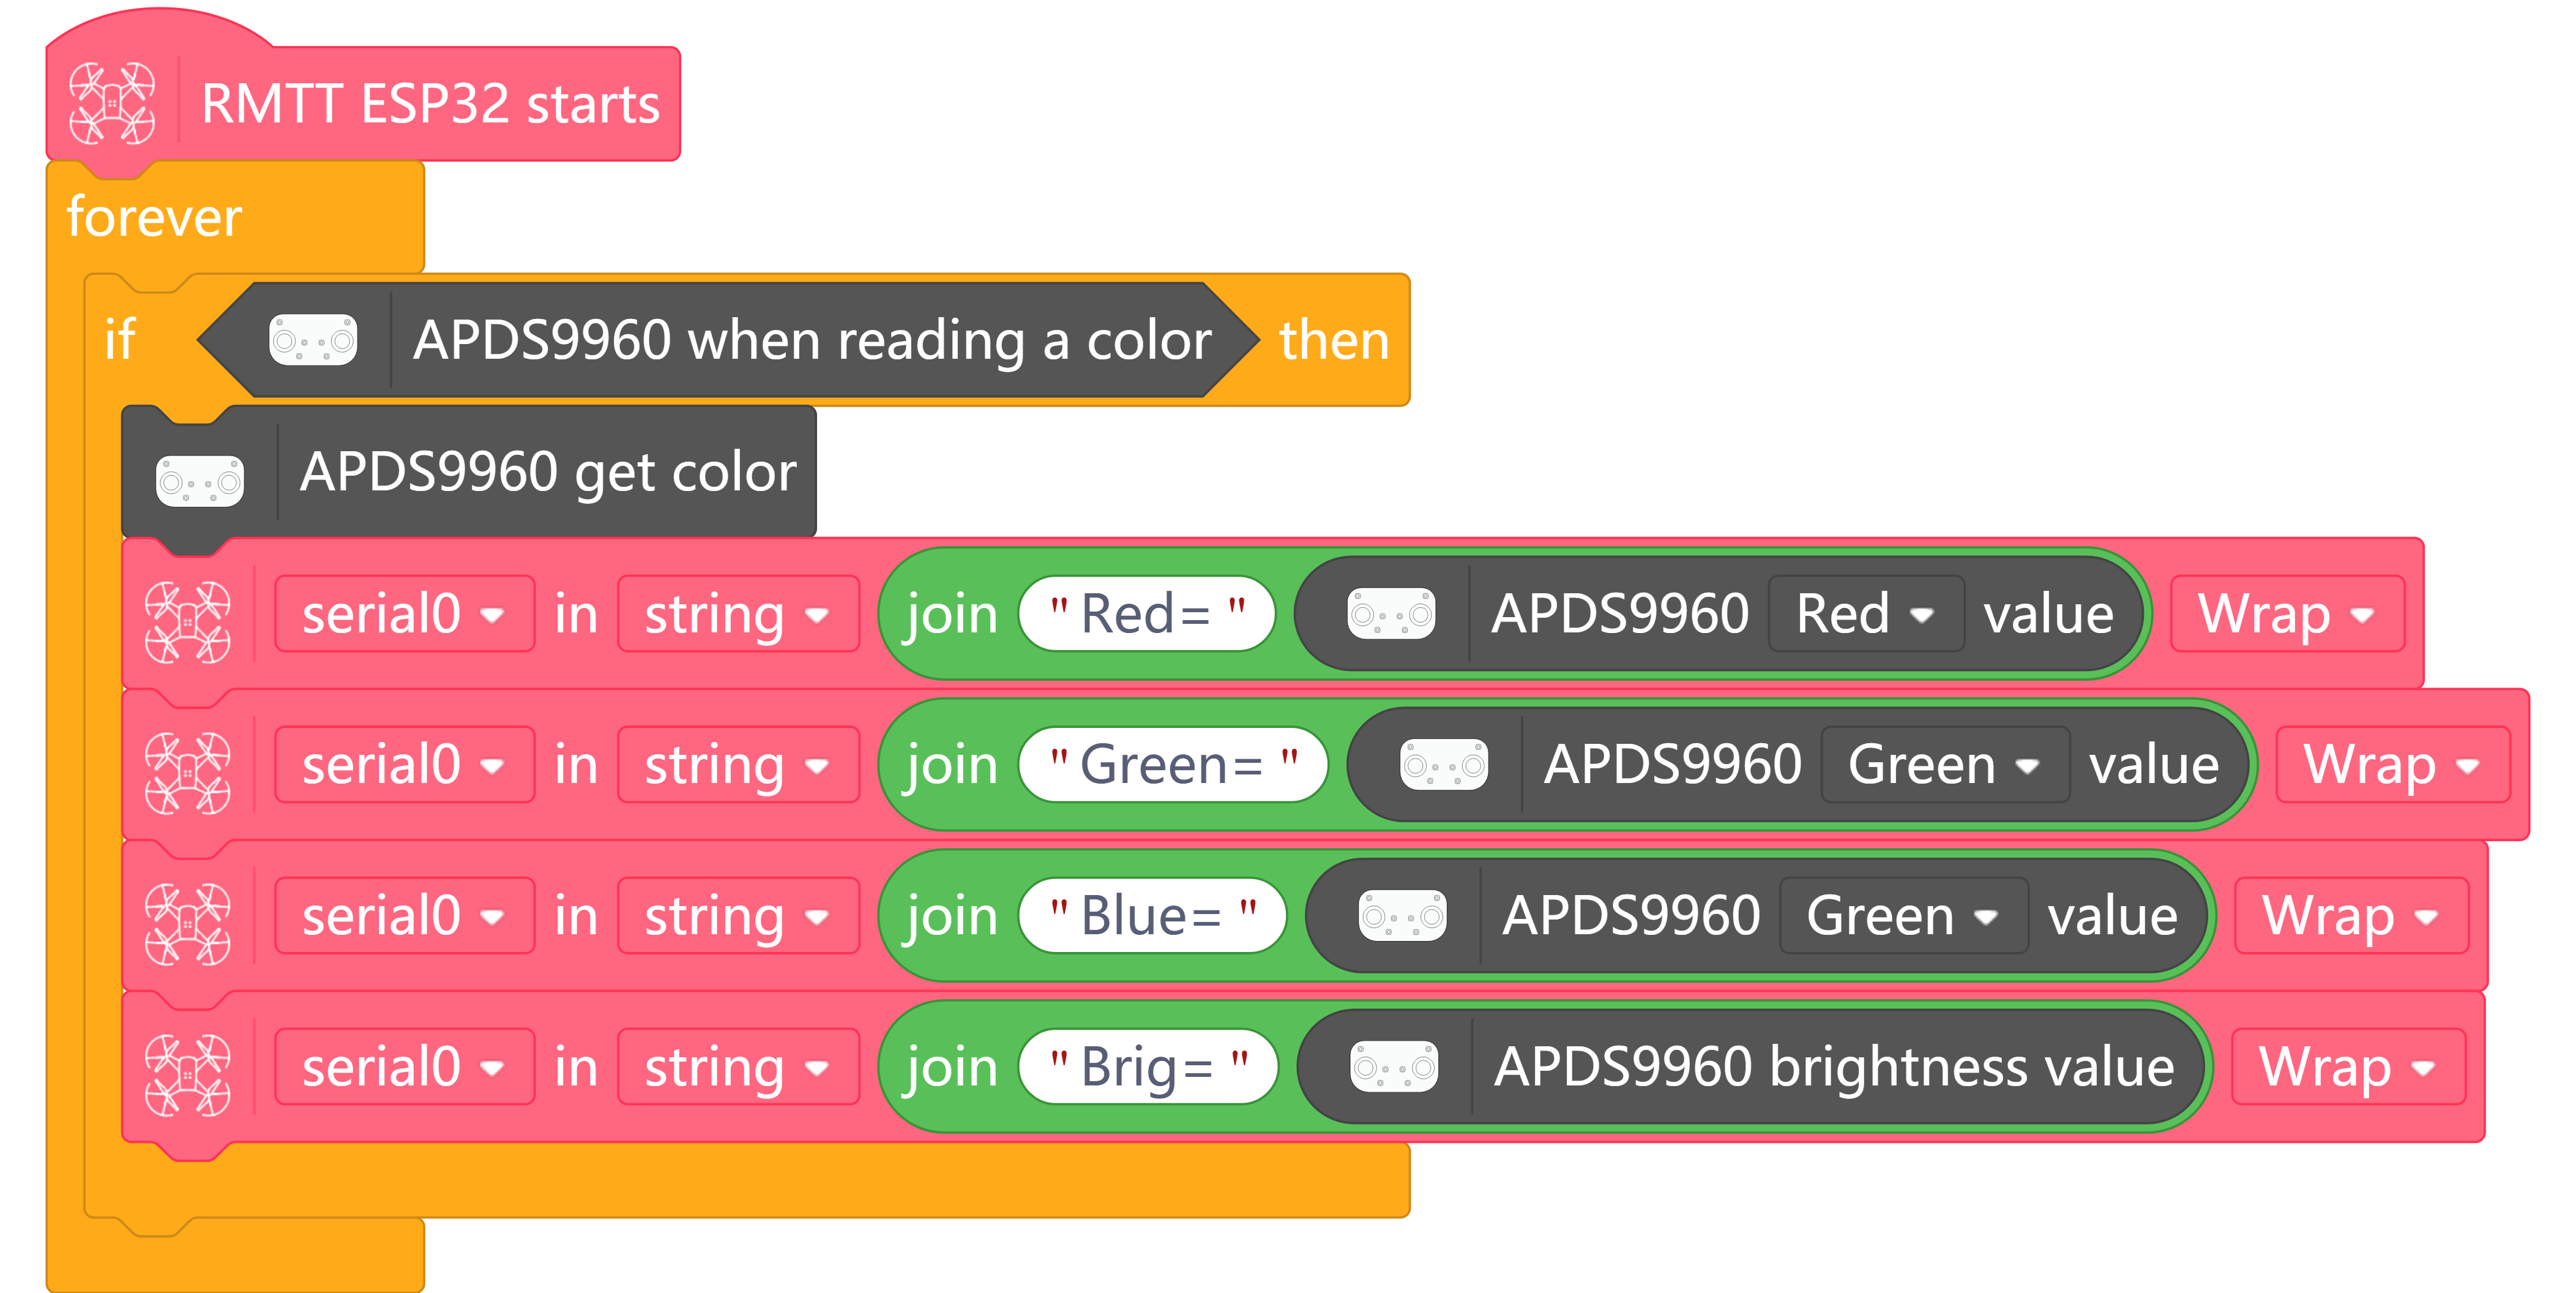 RMTT ESP32 starts
forever
if APDS9960 when reading a color then
APDS9960 get color
serial0 in string join "Red=" APDS9960 Red value Wrap
serial0 in string join "Green=" APDS9960 Green value Wrap
serial0 in string join "Blue=" APDS9960 Green value Wrap
serial0 in string join "Brig=" APDS9960 brightness value Wrap